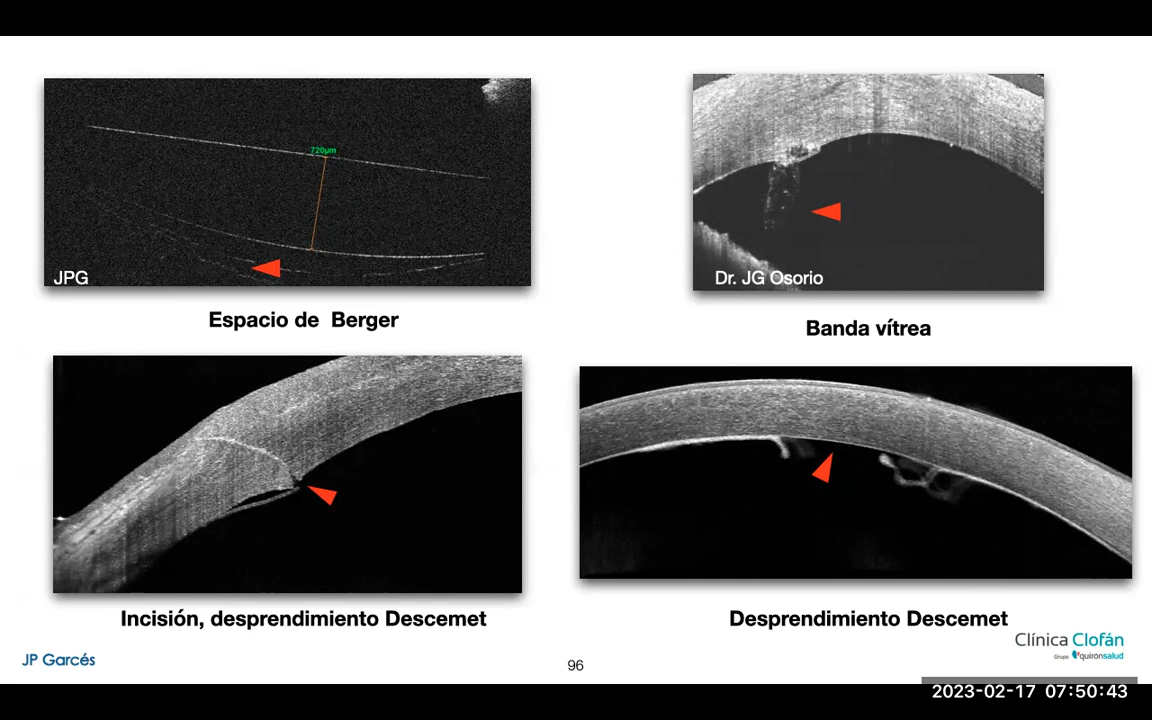 720µm
JPG
Espacio de Berger
Dr. JG Osorio
Banda vítrea
Incisión, desprendimiento Descemet
Desprendimiento Descemet
JP Garcés
96
Clínica Clofán
Grupo quirónsalud
2023-02-17 07:50:43